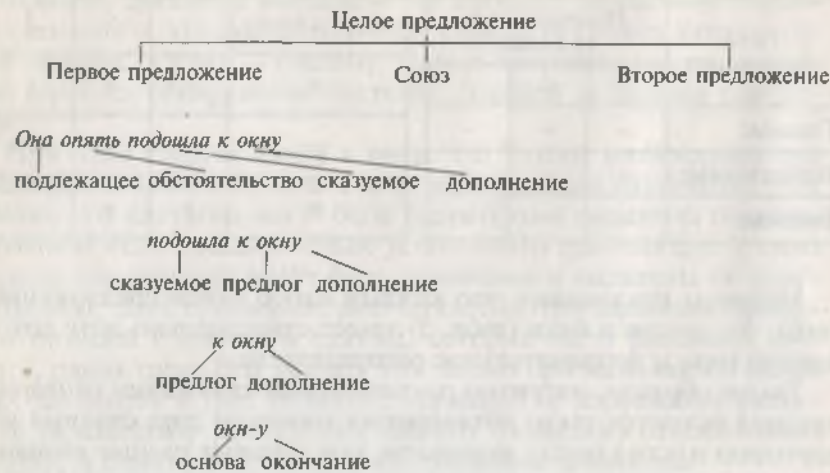 Целое предложение
Первое предложение Союз Второе предложение
Она опять подошла к окну
подлежащее обстоятельство сказуемое дополнение
подошла к окну
сказуемое предлог дополнение
к окну
предлог дополнение
окн-у
основа окончание